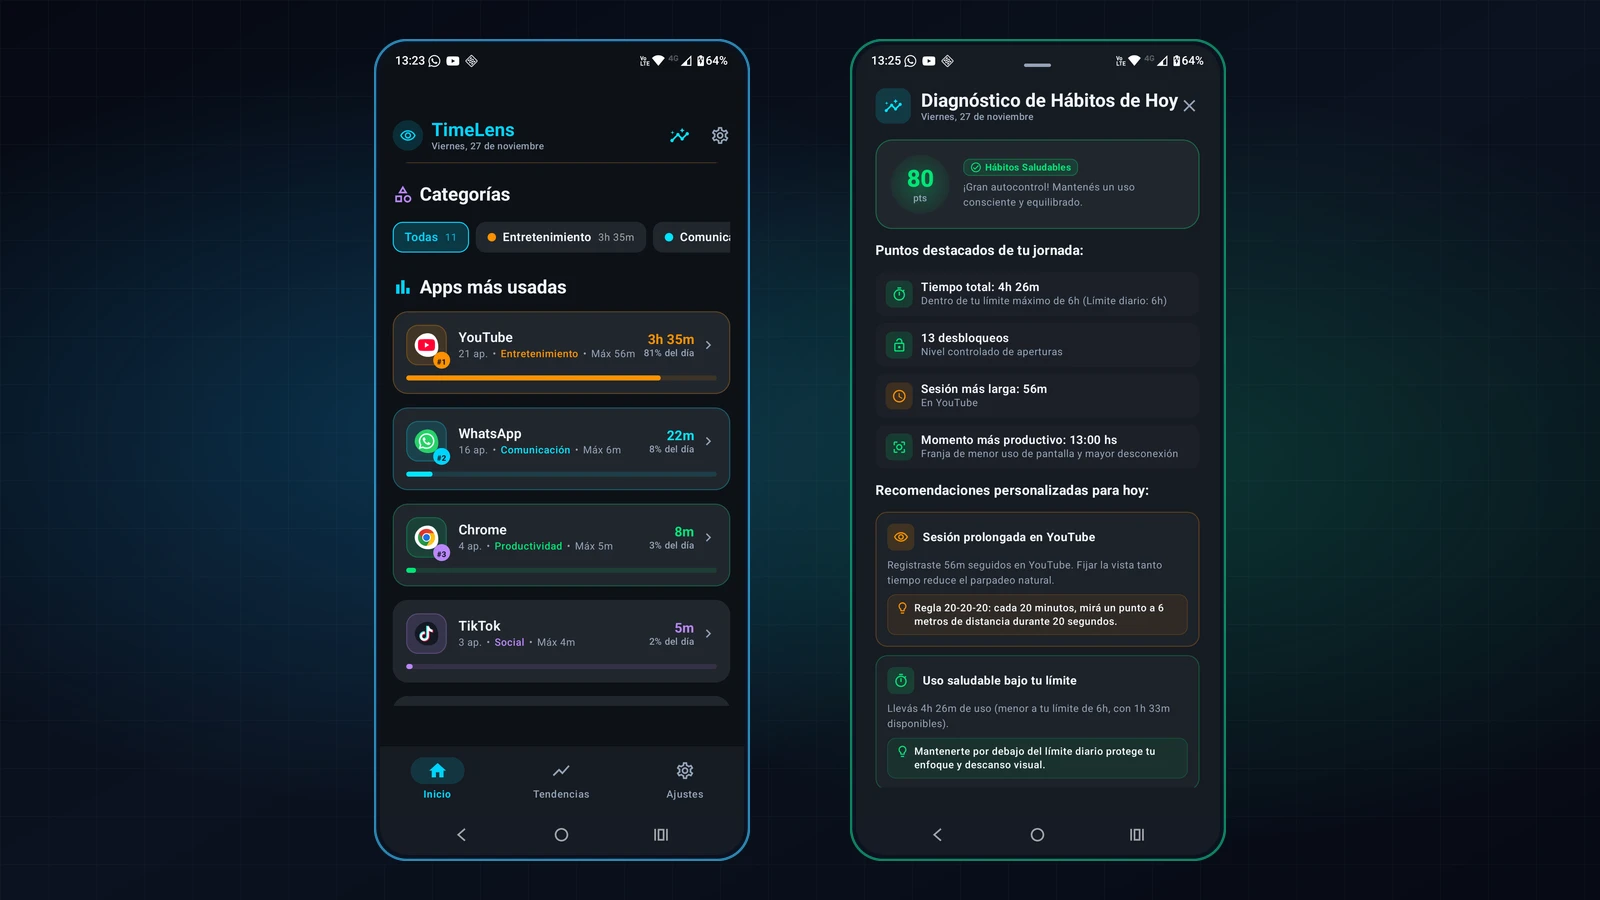 13:23
Vo LTE 4G 64%
TimeLens
Viernes, 27 de noviembre
Categorías
Todas 11
Entretenimiento 3h 35m
Comunica
Apps más usadas
YouTube
3h 35m
#1
21 ap. • Entretenimiento • Máx 56m
81% del día
WhatsApp
22m
#2
16 ap. • Comunicación • Máx 6m
8% del día
Chrome
8m
#3
4 ap. • Productividad • Máx 5m
3% del día
TikTok
5m
3 ap. • Social • Máx 4m
2% del día
Inicio
Tendencias
Ajustes
13:25
Vo LTE 4G 64%
Diagnóstico de Hábitos de Hoy
Viernes, 27 de noviembre
80
pts
Hábitos Saludables
¡Gran autocontrol! Mantenés un uso
consciente y equilibrado.
Puntos destacados de tu jornada:
Tiempo total: 4h 26m
Dentro de tu límite máximo de 6h (Límite diario: 6h)
13 desbloqueos
Nivel controlado de aperturas
Sesión más larga: 56m
En YouTube
Momento más productivo: 13:00 hs
Franja de menor uso de pantalla y mayor desconexión
Recomendaciones personalizadas para hoy:
Sesión prolongada en YouTube
Registraste 56m seguidos en YouTube. Fijar la vista tanto
tiempo reduce el parpadeo natural.
Regla 20-20-20: cada 20 minutos, mirá un punto a 6
metros de distancia durante 20 segundos.
Uso saludable bajo tu límite
Llevás 4h 26m de uso (menor a tu límite de 6h, con 1h 33m
disponibles).
Mantenerte por debajo del límite diario protege tu
enfoque y descanso visual.